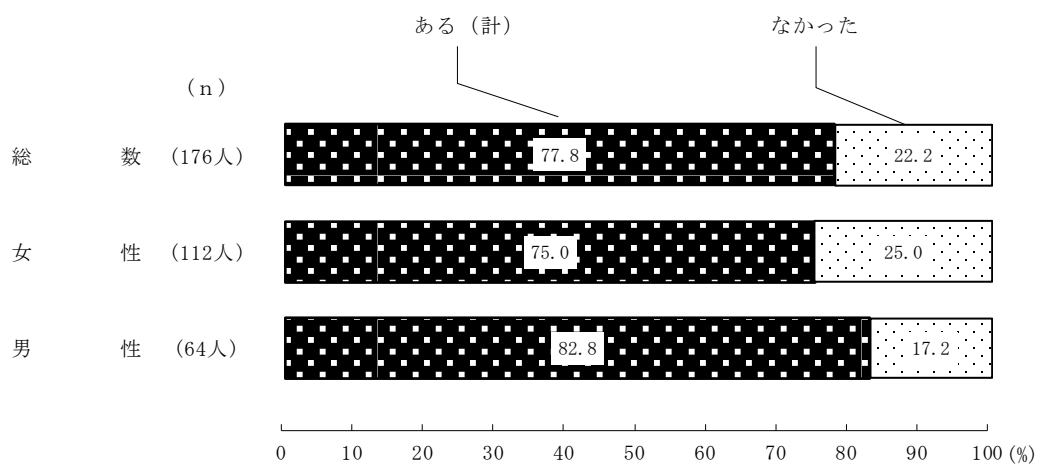 ある（計） なかった
（ｎ）
総 数 (176人) 77.8 22.2
女 性 (112人) 75.0 25.0
男 性 (64人) 82.8 17.2
0 10 20 30 40 50 60 70 80 90 100 (%)